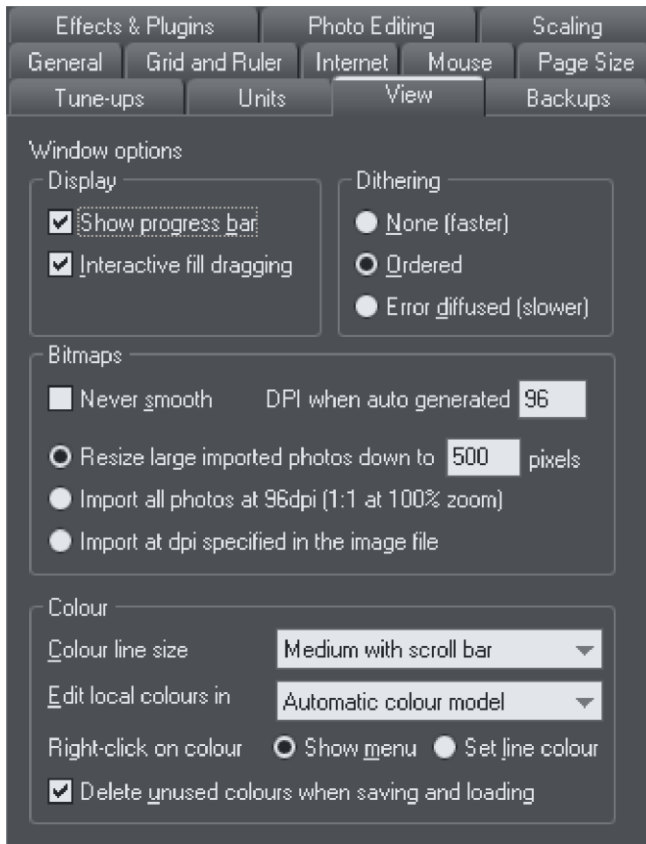 Effects & Plugins Photo Editing Scaling
General Grid and Ruler Internet Mouse Page Size
Tune-ups Units View Backups
Window options
Display
Show progress bar
Interactive fill dragging
Dithering
None (faster)
Ordered
Error diffused (slower)
Bitmaps
Never smooth DPI when auto generated 96
Resize large imported photos down to 500 pixels
Import all photos at 96dpi (1:1 at 100% zoom)
Import at dpi specified in the image file
Colour
Colour line size Medium with scroll bar
Edit local colours in Automatic colour model
Right-click on colour Show menu Set line colour
Delete unused colours when saving and loading